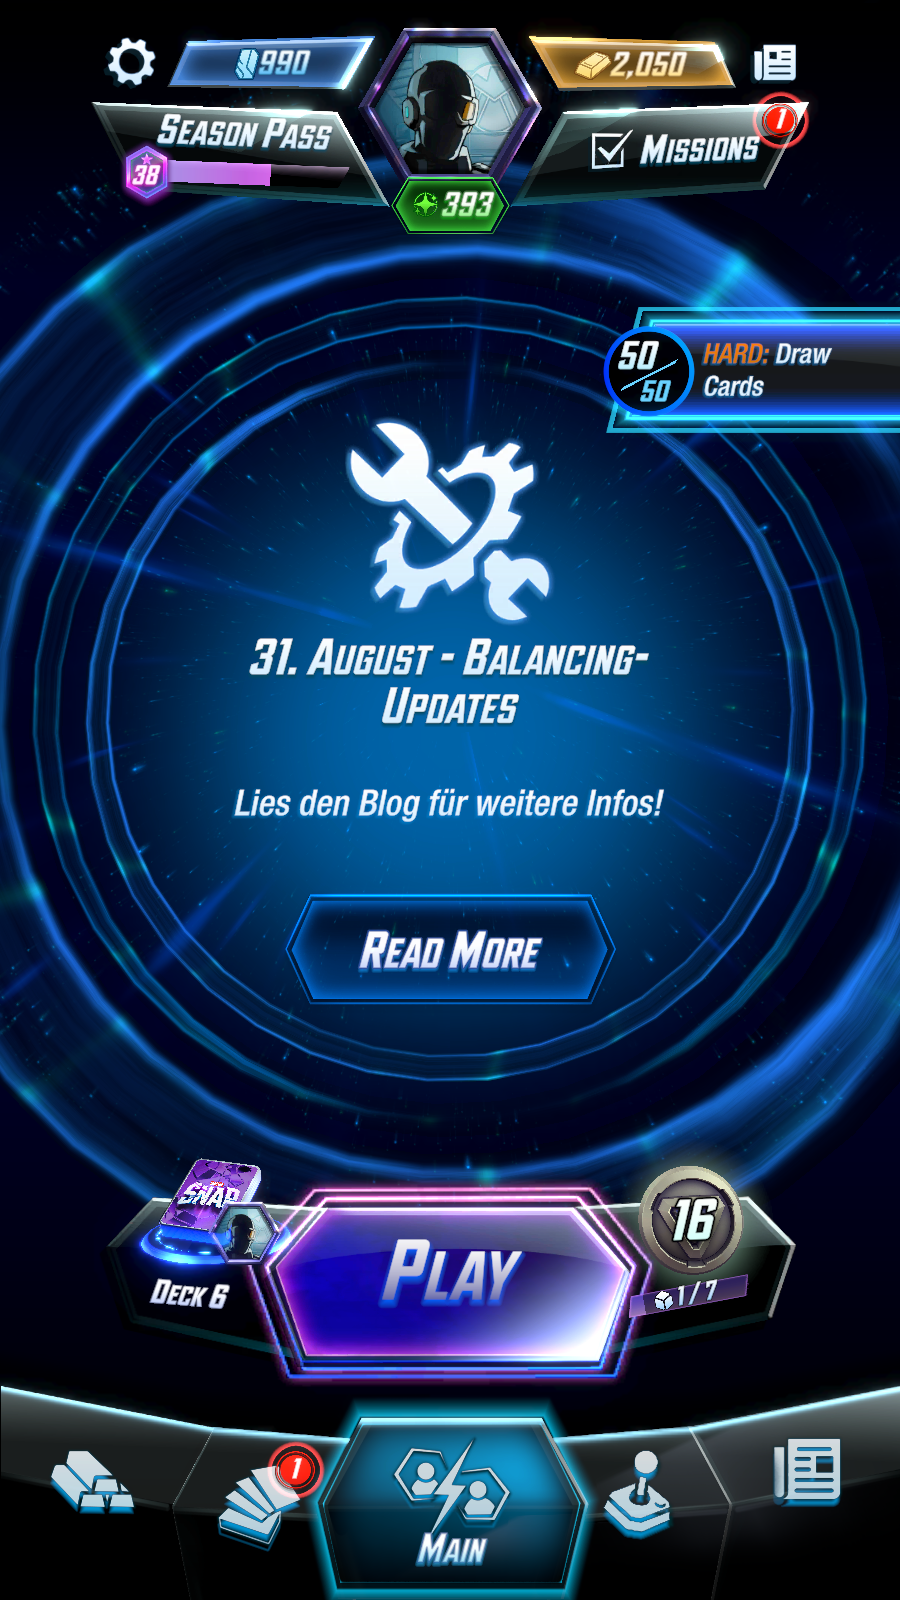 990
2,050
SEASON PASS
38
393
MISSIONS
1
50/50
HARD: Draw
Cards
31. AUGUST - BALANCING-
UPDATES
Lies den Blog für weitere Infos!
READ MORE
SNAP
DECK 6
PLAY
16
1/7
1
MAIN